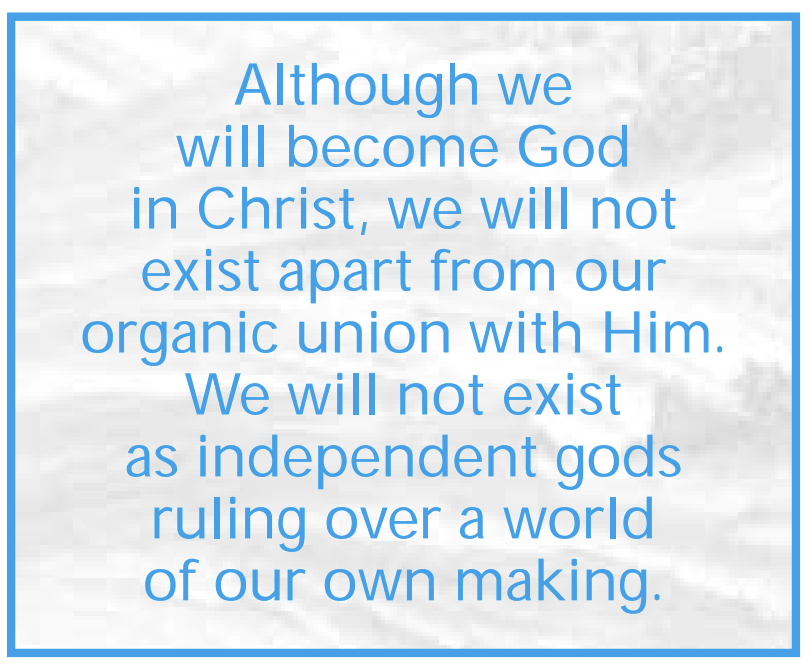 Although we
will become God
in Christ, we will not
exist apart from our
organic union with Him.
We will not exist
as independent gods
ruling over a world
of our own making.